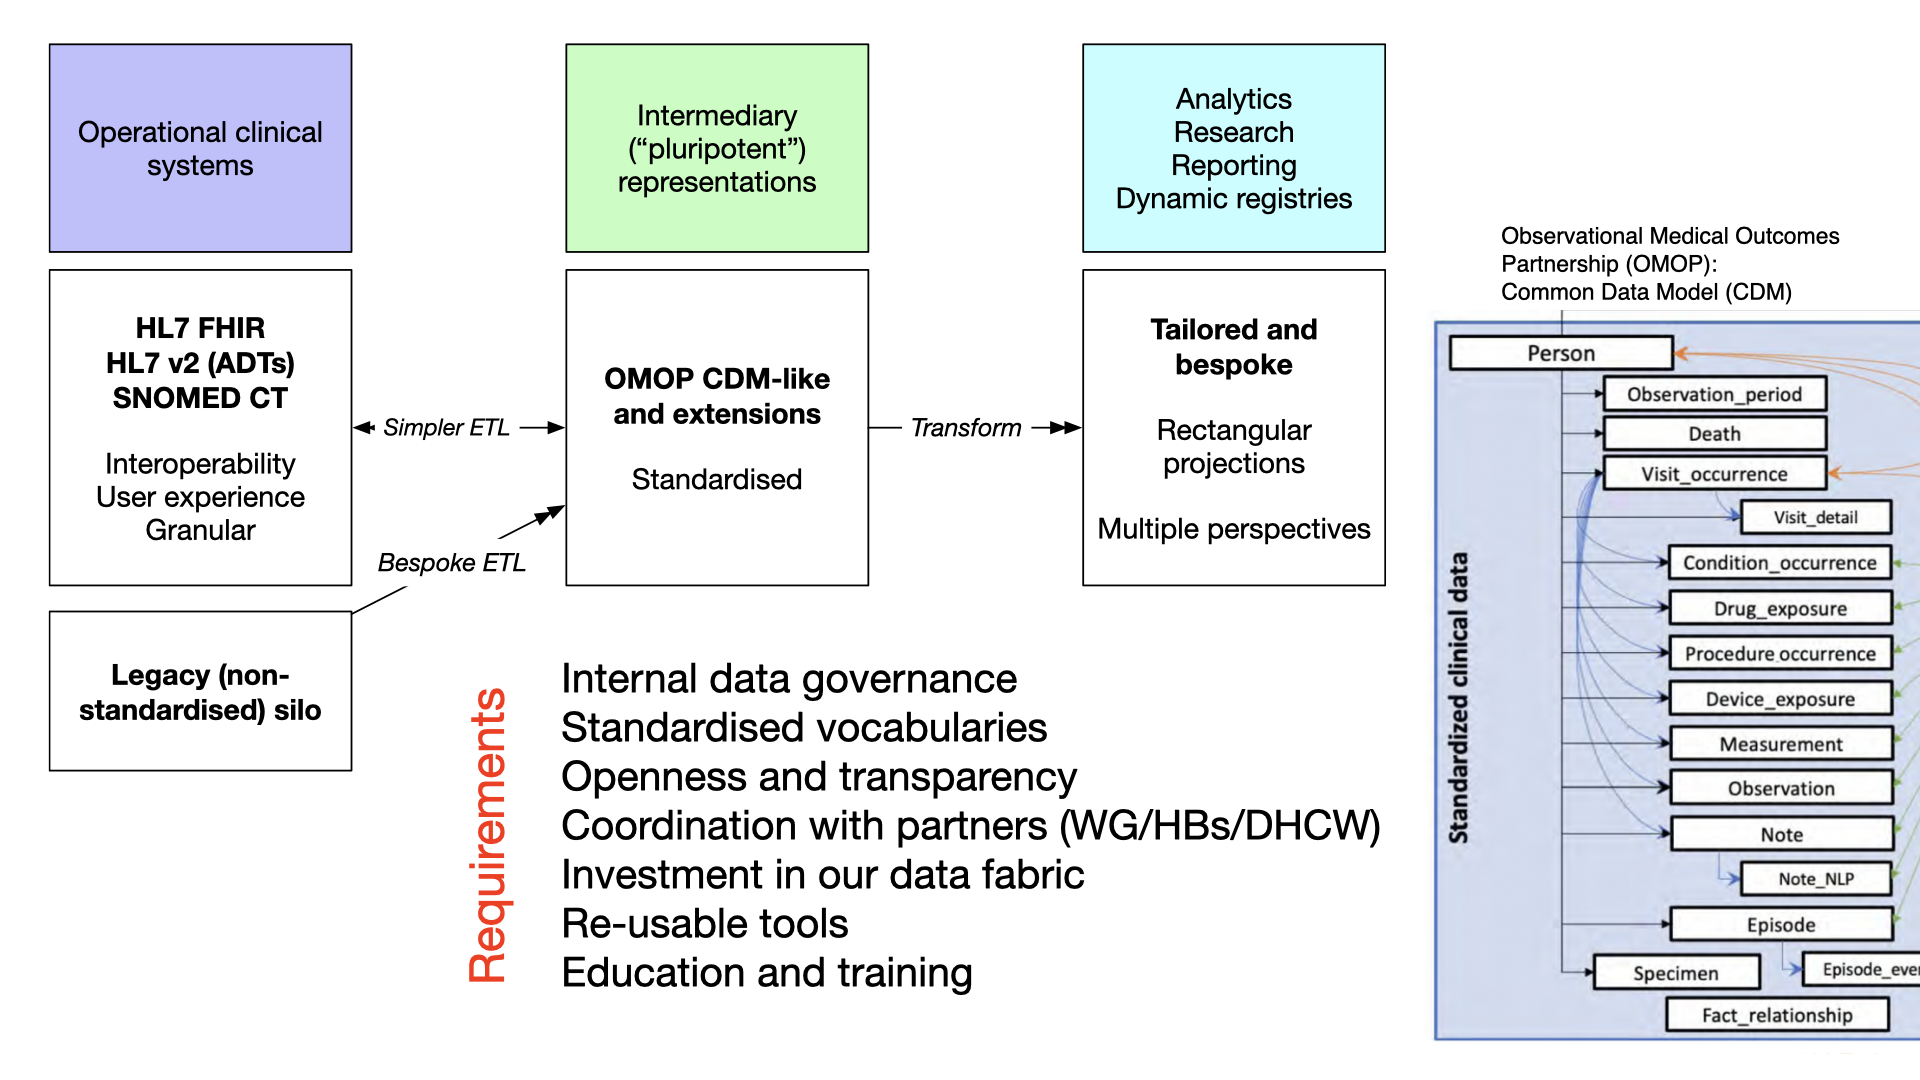 Operational clinical
systems
Intermediary
(“pluripotent”)
representations
Analytics
Research
Reporting
Dynamic registries
HL7 FHIR
HL7 v2 (ADTs)
SNOMED CT
Interoperability
User experience
Granular
Simpler ETL
Bespoke ETL
OMOP CDM-like
and extensions
Standardised
Transform
Tailored and
bespoke
Rectangular
projections
Multiple perspectives
Legacy (non-
standardised) silo
Requirements
Internal data governance
Standardised vocabularies
Openness and transparency
Coordination with partners (WG/HBs/DHCW)
Investment in our data fabric
Re-usable tools
Education and training
Observational Medical Outcomes
Partnership (OMOP):
Common Data Model (CDM)
Standardized clinical data
Person
Observation_period
Death
Visit_occurrence
Visit_detail
Condition_occurrence
Drug_exposure
Procedure_occurrence
Device_exposure
Measurement
Observation
Note
Note_NLP
Episode
Specimen
Fact_relationship